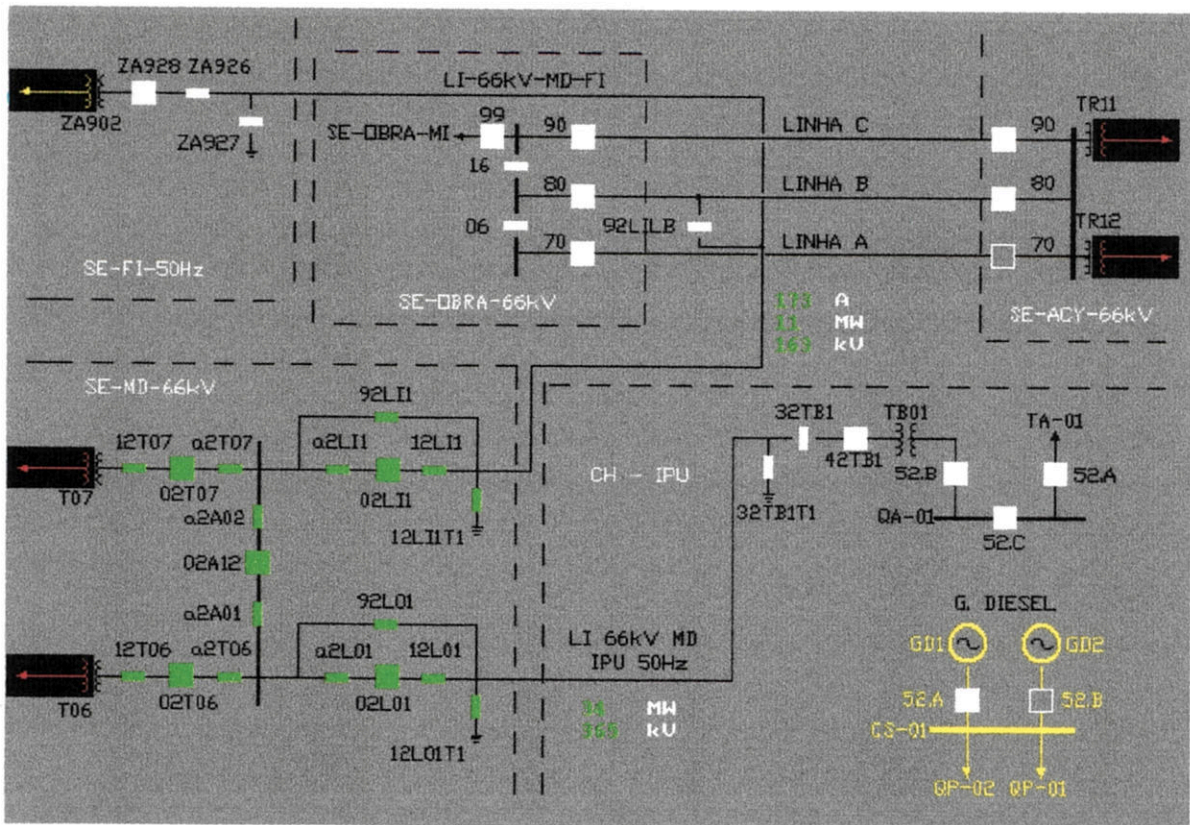 ZA928 ZA926
ZA902
ZA927
SE-FI-50Hz
LI-66kV-MD-FI
99
SE-OBRA-MI
90
16
80
06
70
92LILB
SE-OBRA-66kV
LINHA C
LINHA B
LINHA A
90
80
70
TR11
TR12
SE-ACY-66kV
A
11 MW
163 kV
SE-MD-66kV
92LI1
12T07 a2T07
a2LI1 12LI1
T07
02T07
02LI1
a2A02
12LI1T1
02A12
a2A01
92L01
12T06 a2T06
a2L01 12L01
T06
02T06
02L01
12L01T1
CH - IPU
32TB1
TB01
42TB1
32TB1T1
52.B
TA-01
52.A
QA-01
52.C
LI 66kV MD
IPU 50Hz
MW
kV
G. DIESEL
GD1
GD2
52.A
52.B
CS-01
QP-02 QP-01